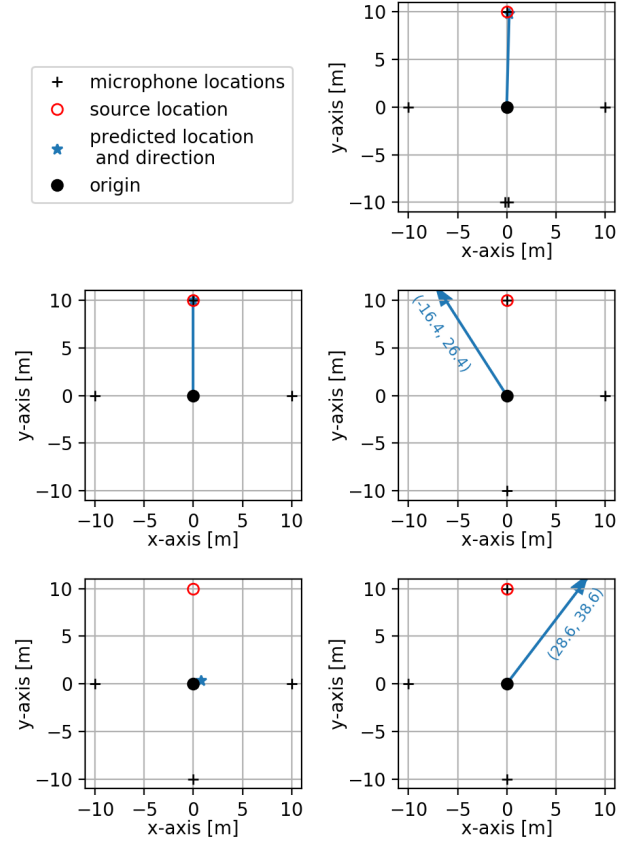 microphone locations
source location
predicted location
and direction
origin
10
5
0
−5
−10
y-axis [m]
−10 −5 0 5 10
x-axis [m]
10
5
0
−5
−10
y-axis [m]
−10 −5 0 5 10
x-axis [m]
10
5
0
−5
−10
y-axis [m]
(-16.4, 26.4)
−10 −5 0 5 10
x-axis [m]
10
5
0
−5
−10
y-axis [m]
−10 −5 0 5 10
x-axis [m]
10
5
0
−5
−10
y-axis [m]
(28.6, 38.6)
−10 −5 0 5 10
x-axis [m]